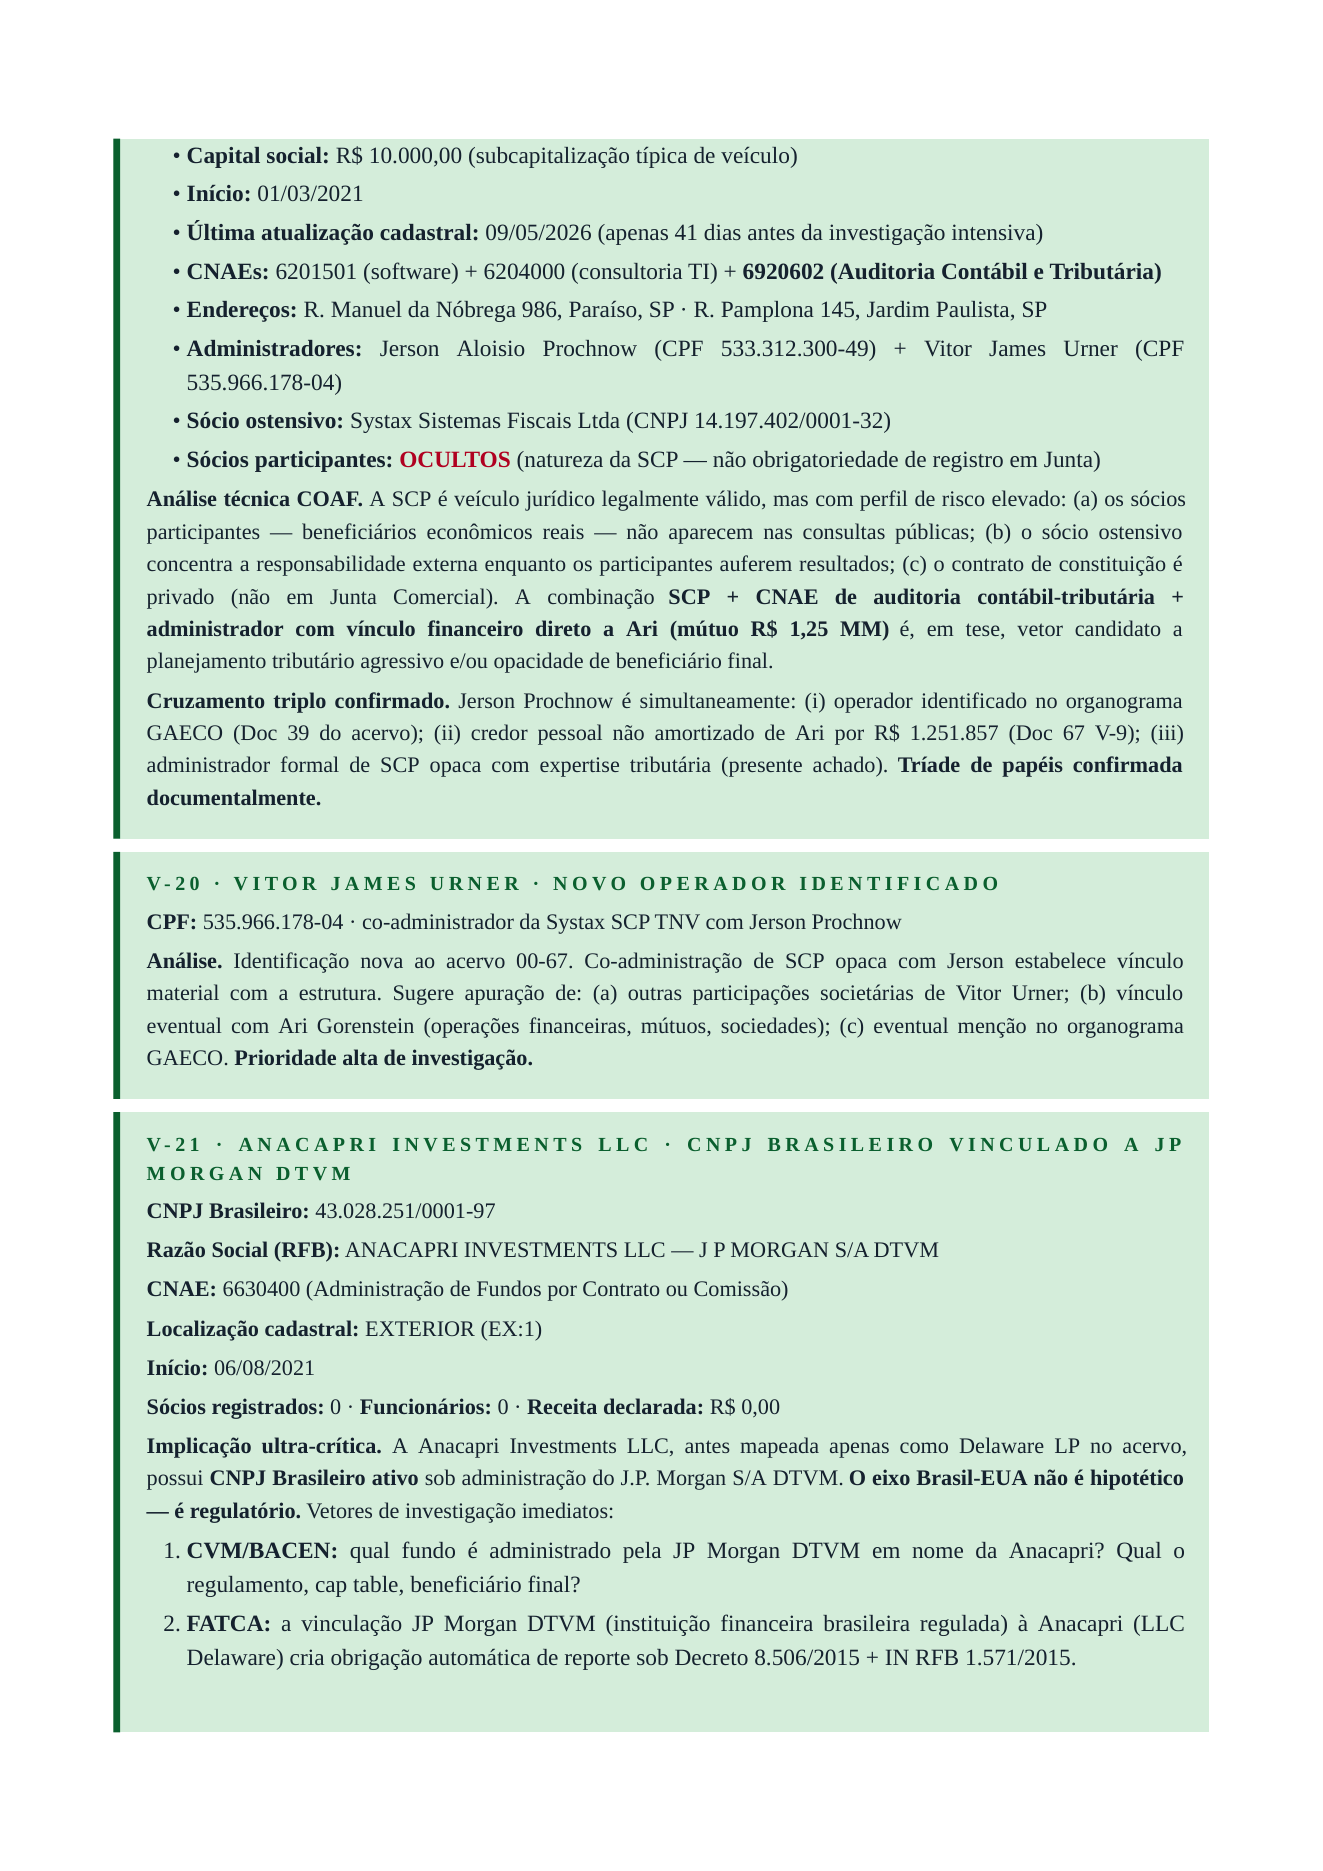 • Capital social: R$ 10.000,00 (subcapitalização típica de veículo)
• Início: 01/03/2021
• Última atualização cadastral: 09/05/2026 (apenas 41 dias antes da investigação intensiva)
• CNAEs: 6201501 (software) + 6204000 (consultoria TI) + 6920602 (Auditoria Contábil e Tributária)
• Endereços: R. Manuel da Nóbrega 986, Paraíso, SP · R. Pamplona 145, Jardim Paulista, SP
• Administradores: Jerson Aloisio Prochnow (CPF 533.312.300-49) + Vitor James Urner (CPF
535.966.178-04)
• Sócio ostensivo: Systax Sistemas Fiscais Ltda (CNPJ 14.197.402/0001-32)
• Sócios participantes: OCULTOS (natureza da SCP — não obrigatoriedade de registro em Junta)
Análise técnica COAF. A SCP é veículo jurídico legalmente válido, mas com perfil de risco elevado: (a) os sócios
participantes — beneficiários econômicos reais — não aparecem nas consultas públicas; (b) o sócio ostensivo
concentra a responsabilidade externa enquanto os participantes auferem resultados; (c) o contrato de constituição é
privado (não em Junta Comercial). A combinação SCP + CNAE de auditoria contábil-tributária +
administrador com vínculo financeiro direto a Ari (mútuo R$ 1,25 MM) é, em tese, vetor candidato a
planejamento tributário agressivo e/ou opacidade de beneficiário final.
Cruzamento triplo confirmado. Jerson Prochnow é simultaneamente: (i) operador identificado no organograma
GAECO (Doc 39 do acervo); (ii) credor pessoal não amortizado de Ari por R$ 1.251.857 (Doc 67 V-9); (iii)
administrador formal de SCP opaca com expertise tributária (presente achado). Tríade de papéis confirmada
documentalmente.
V-20 · VITOR JAMES URNER · NOVO OPERADOR IDENTIFICADO
CPF: 535.966.178-04 · co-administrador da Systax SCP TNV com Jerson Prochnow
Análise. Identificação nova ao acervo 00-67. Co-administração de SCP opaca com Jerson estabelece vínculo
material com a estrutura. Sugere apuração de: (a) outras participações societárias de Vitor Urner; (b) vínculo
eventual com Ari Gorenstein (operações financeiras, mútuos, sociedades); (c) eventual menção no organograma
GAECO. Prioridade alta de investigação.
V-21 · ANACAPRI INVESTMENTS LLC · CNPJ BRASILEIRO VINCULADO A JP
MORGAN DTVM
CNPJ Brasileiro: 43.028.251/0001-97
Razão Social (RFB): ANACAPRI INVESTMENTS LLC — J P MORGAN S/A DTVM
CNAE: 6630400 (Administração de Fundos por Contrato ou Comissão)
Localização cadastral: EXTERIOR (EX:1)
Início: 06/08/2021
Sócios registrados: 0 · Funcionários: 0 · Receita declarada: R$ 0,00
Implicação ultra-crítica. A Anacapri Investments LLC, antes mapeada apenas como Delaware LP no acervo,
possui CNPJ Brasileiro ativo sob administração do J.P. Morgan S/A DTVM. O eixo Brasil-EUA não é hipotético
— é regulatório. Vetores de investigação imediatos:
1. CVM/BACEN: qual fundo é administrado pela JP Morgan DTVM em nome da Anacapri? Qual o
regulamento, cap table, beneficiário final?
2. FATCA: a vinculação JP Morgan DTVM (instituição financeira brasileira regulada) à Anacapri (LLC
Delaware) cria obrigação automática de reporte sob Decreto 8.506/2015 + IN RFB 1.571/2015.